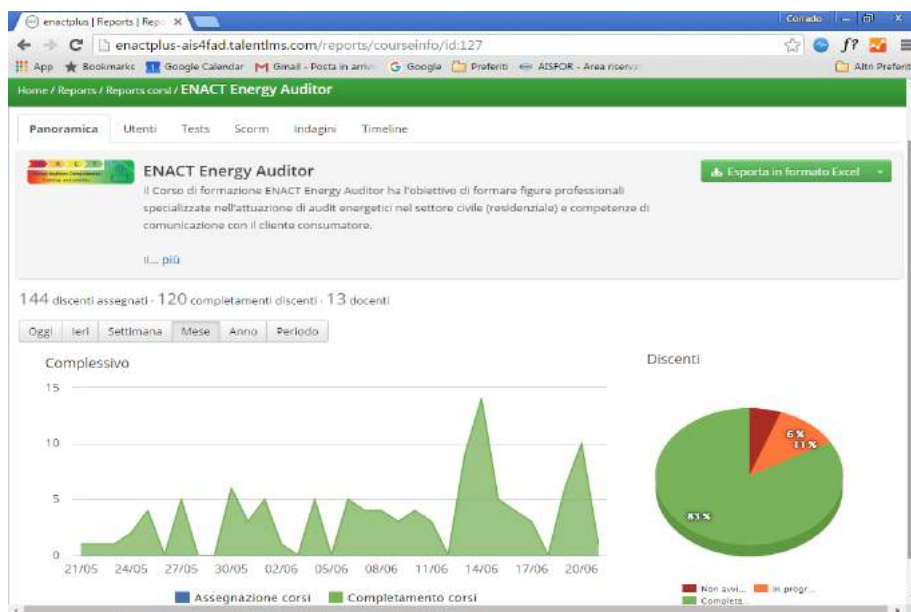 enactplus | Reports | Repo
Corrado
enactplus-ais4fad.talentlms.com/reports/courseinfo/id:127
f?
App Bookmarks Google Calendar Gmail - Posta in arriv Google Preferiti AISFOR - Area riserva Altri Preferiti
Home / Reports / Reports corsi / ENACT Energy Auditor
Panoramica Utenti Tests Scorm Indagini Timeline
ENACT Energy Auditor
Esporta in formato Excel
Il Corso di formazione ENACT Energy Auditor ha l'obiettivo di formare figure professionali
specializzate nell'attuazione di audit energetici nel settore civile (residenziale) e competenze di
comunicazione con il cliente consumatore.
Il... più
144 discenti assegnati · 120 completamenti discenti · 13 docenti
Oggi Ieri Settimana Mese Anno Periodo
Complessivo
15
10
5
0
21/05 24/05 27/05 30/05 02/06 05/06 08/06 11/06 14/06 17/06 20/06
Assegnazione corsi Completamento corsi
Discenti
6 %
11 %
83 %
Non avvi... In progr...
Completa...